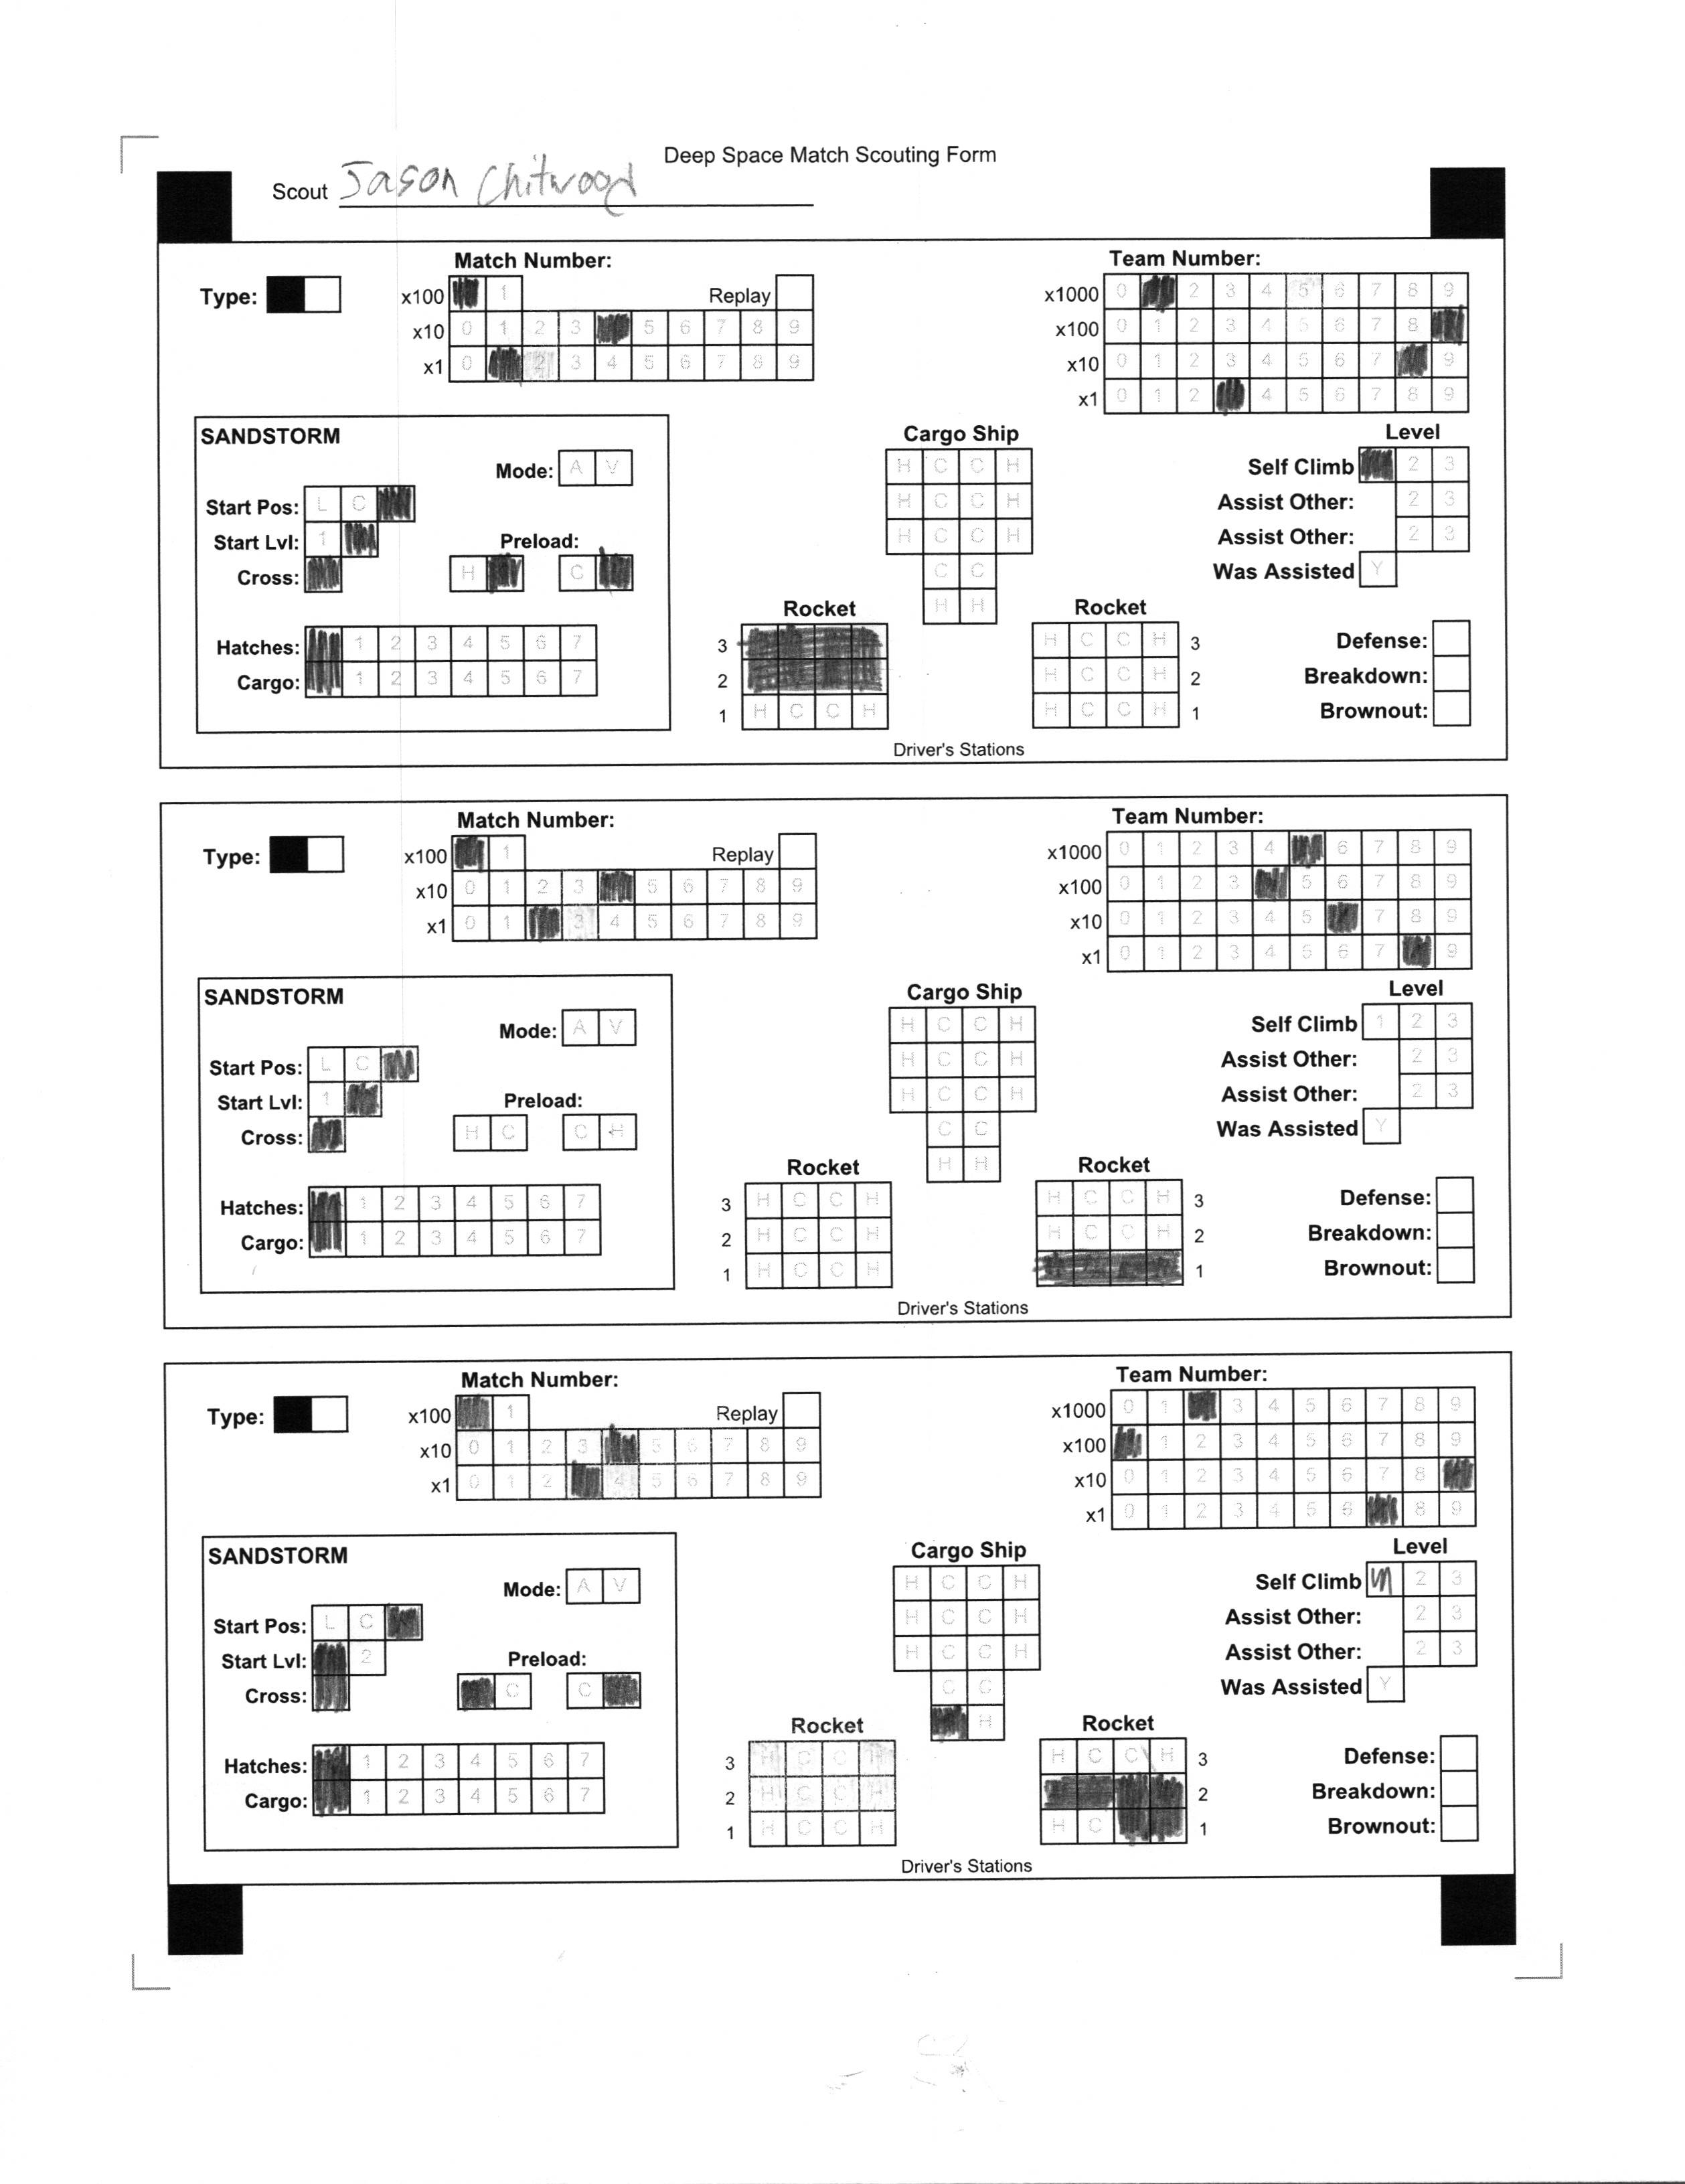 Deep Space Match Scouting Form
Scout Jason Chitwood
Match Number: Team Number:
Type: x100 1 Replay x1000 0 2 3 4 5 6 7 8 9
x10 0 1 2 3 5 6 7 8 9 x100 0 1 2 3 4 5 6 7 8
x1 0 2 3 4 5 6 7 8 9 x10 0 1 2 3 4 5 6 7 9
x1 0 1 2 4 5 6 7 8 9
SANDSTORM Cargo Ship Level
Mode: A V H C C H Self Climb 2 3
Start Pos: L C H C C H Assist Other: 2 3
Start Lvl: 1 Preload: H C C H Assist Other: 2 3
Cross: H C C C Was Assisted Y
Rocket H H Rocket
Hatches: 1 2 3 4 5 6 7 3 H C C H 3 Defense:
Cargo: 1 2 3 4 5 6 7 2 H C C H 2 Breakdown:
1 H C C H H C C H 1 Brownout:
Driver's Stations
Match Number: Team Number:
Type: x100 1 Replay x1000 0 1 2 3 4 6 7 8 9
x10 0 1 2 3 5 6 7 8 9 x100 0 1 2 3 5 6 7 8 9
x1 0 1 3 4 5 6 7 8 9 x10 0 1 2 3 4 5 7 8 9
x1 0 1 2 3 4 5 6 7 9
SANDSTORM Cargo Ship Level
Mode: A V H C C H Self Climb 1 2 3
Start Pos: L C H C C H Assist Other: 2 3
Start Lvl: 1 Preload: H C C H Assist Other: 2 3
Cross: H C C H C C Was Assisted Y
Rocket H H Rocket
Hatches: 1 2 3 4 5 6 7 3 H C C H H C C H 3 Defense:
Cargo: 1 2 3 4 5 6 7 2 H C C H H C C H 2 Breakdown:
1 H C C H 1 Brownout:
Driver's Stations
Match Number: Team Number:
Type: x100 1 Replay x1000 0 1 3 4 5 6 7 8 9
x10 0 1 2 3 5 6 7 8 9 x100 1 2 3 4 5 6 7 8 9
x1 0 1 2 4 5 6 7 8 9 x10 0 1 2 3 4 5 6 7 8
x1 0 1 2 3 4 5 6 8 9
SANDSTORM Cargo Ship Level
Mode: A V H C C H Self Climb 2 3
Start Pos: L C H C C H Assist Other: 2 3
Start Lvl: 2 Preload: H C C H Assist Other: 2 3
Cross: C C C C Was Assisted Y
Rocket H Rocket
Hatches: 1 2 3 4 5 6 7 3 H C C H H C C H 3 Defense:
Cargo: 1 2 3 4 5 6 7 2 H C C H 2 Breakdown:
1 H C C H H C 1 Brownout:
Driver's Stations